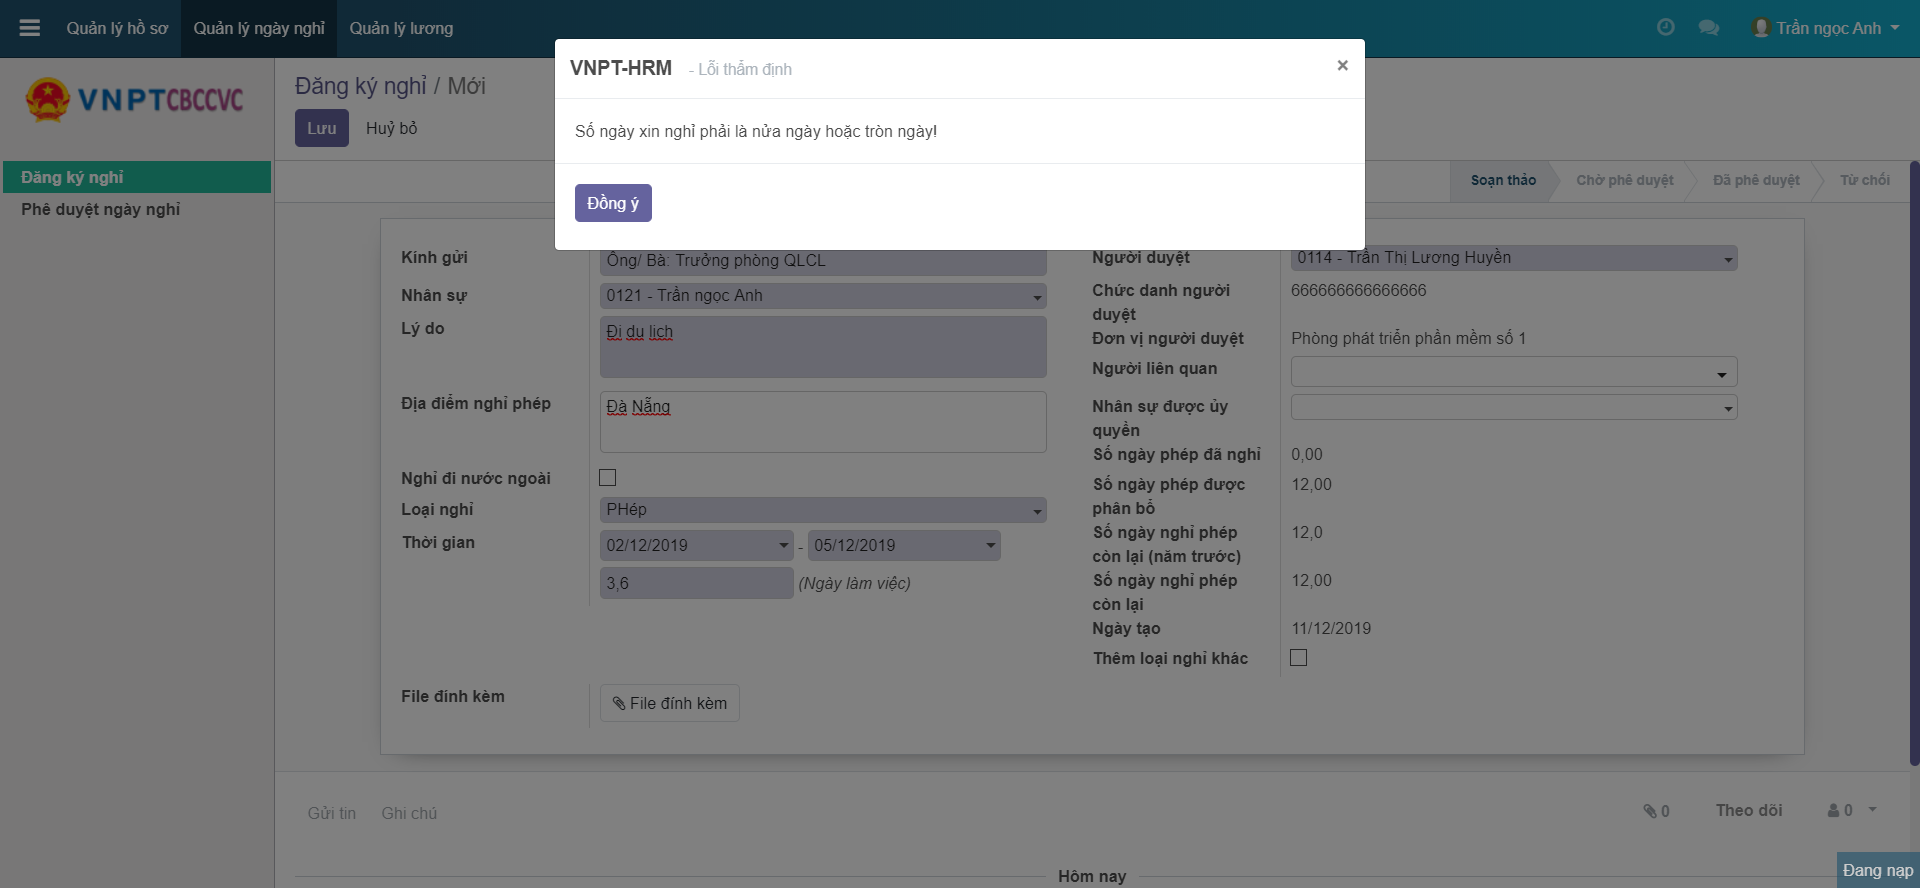 Quản lý hồ sơ
Quản lý ngày nghỉ
Quản lý lương
Trần ngọc Anh
VNPTCBCCVC
Đăng ký nghỉ
Phê duyệt ngày nghỉ
Đăng ký nghỉ / Mới
Lưu
Huỷ bỏ
VNPT-HRM - Lỗi thẩm định
×
Số ngày xin nghỉ phải là nửa ngày hoặc tròn ngày!
Đồng ý
Soạn thảo
Chờ phê duyệt
Đã phê duyệt
Từ chối
Kính gửi
Ông/ Bà: Trưởng phòng QLCL
Nhân sự
0121 - Trần ngọc Anh
Lý do
Đi du lịch
Địa điểm nghỉ phép
Đà Nẵng
Nghỉ đi nước ngoài
Loại nghỉ
PHép
Thời gian
02/12/2019 - 05/12/2019
3,6 (Ngày làm việc)
File đính kèm
File đính kèm
Người duyệt
0114 - Trần Thị Lương Huyền
Chức danh người
duyệt
666666666666666
Đơn vị người duyệt
Phòng phát triển phần mềm số 1
Người liên quan
Nhân sự được ủy
quyền
Số ngày phép đã nghỉ
0,00
Số ngày phép được
phân bổ
12,00
Số ngày nghỉ phép
còn lại (năm trước)
12,0
Số ngày nghỉ phép
còn lại
12,00
Ngày tạo
11/12/2019
Thêm loại nghỉ khác
Gửi tin
Ghi chú
0
Theo dõi
0
Hôm nay
Đang nạp